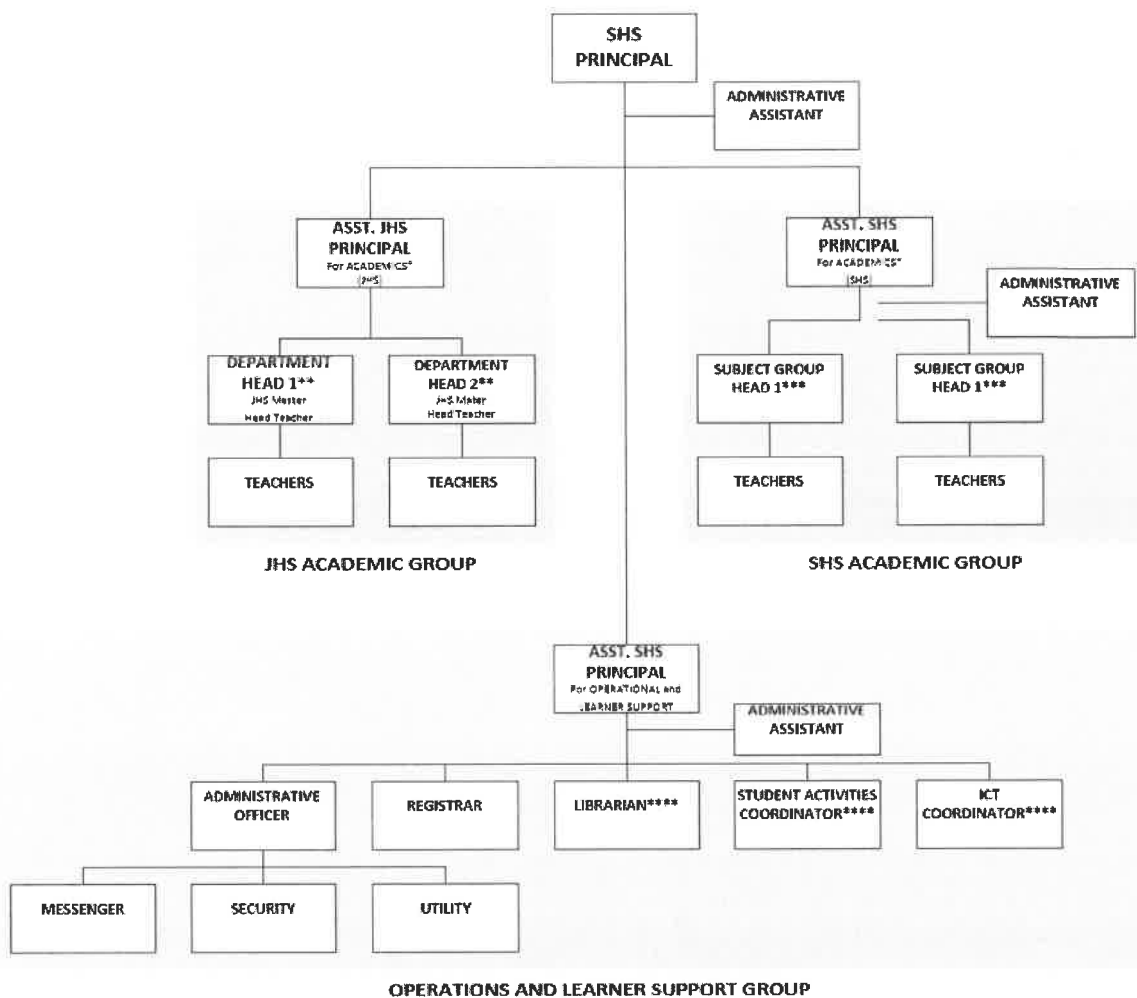 SHS
PRINCIPAL
ADMINISTRATIVE
ASSISTANT
ASST. JHS
PRINCIPAL
For ACADEMICS*
(JHS)
ASST. SHS
PRINCIPAL
For ACADEMICS*
(SHS)
ADMINISTRATIVE
ASSISTANT
DEPARTMENT
HEAD 1**
JHS Master
Head Teacher
DEPARTMENT
HEAD 2**
JHS Mater
Head Teacher
SUBJECT GROUP
HEAD 1***
SUBJECT GROUP
HEAD 1***
TEACHERS
TEACHERS
TEACHERS
TEACHERS
JHS ACADEMIC GROUP
SHS ACADEMIC GROUP
ASST. SHS
PRINCIPAL
For OPERATIONAL and
LEARNER SUPPORT
ADMINISTRATIVE
ASSISTANT
ADMINISTRATIVE
OFFICER
REGISTRAR
LIBRARIAN****
STUDENT ACTIVITIES
COORDINATOR****
ICT
COORDINATOR****
MESSENGER
SECURITY
UTILITY
OPERATIONS AND LEARNER SUPPORT GROUP